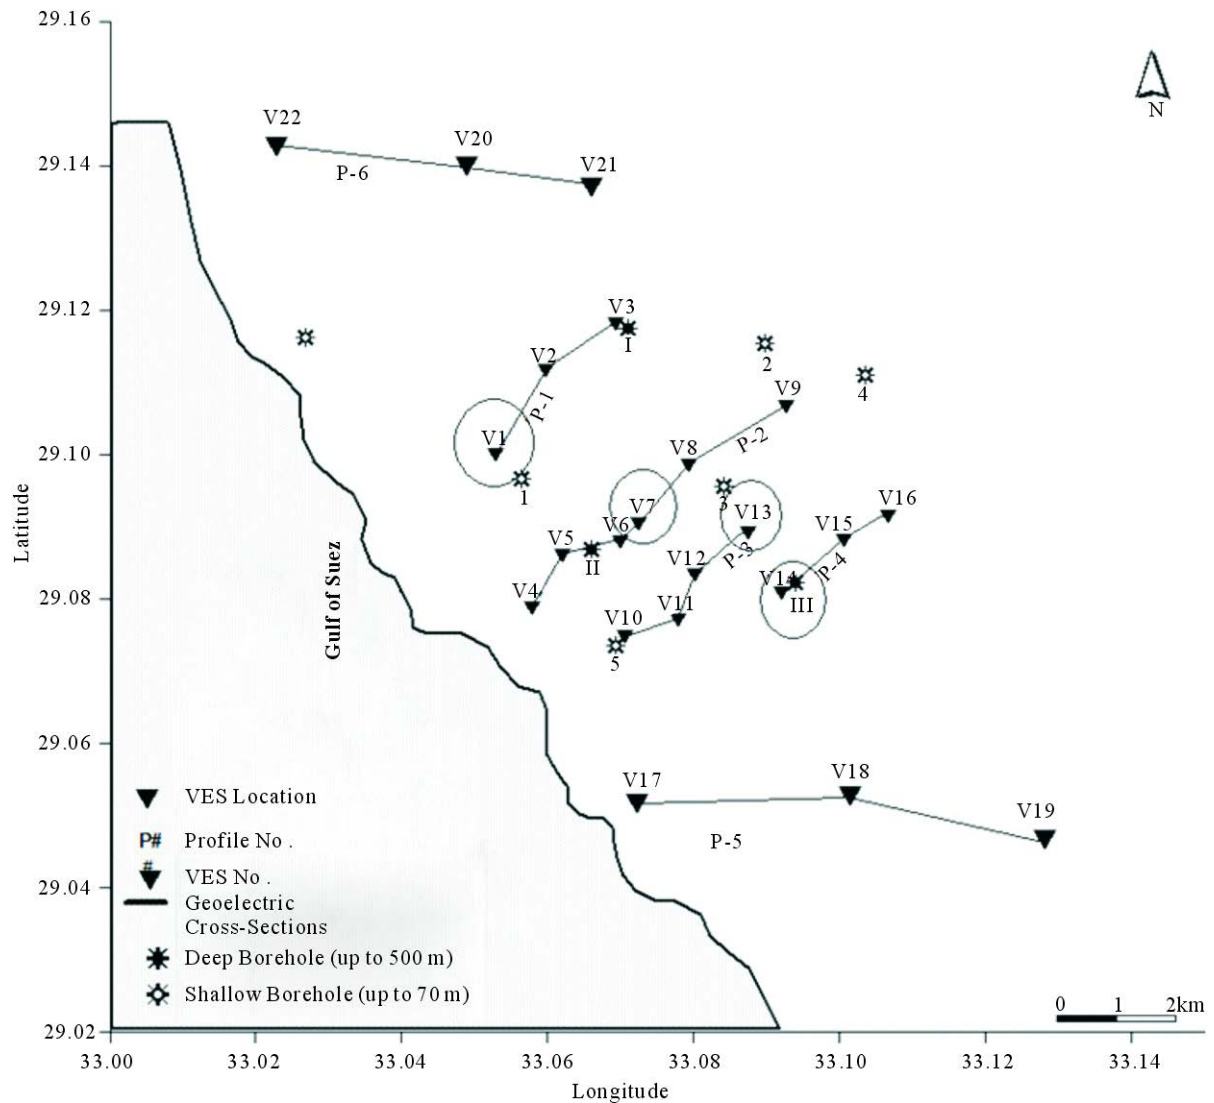 29.16
V22
V20
N
29.14
V21
P-6
29.12
V3
I
V2
2
4
P-1
V9
V1
P-2
V8
29.10
1
V7
3
V13
V16
V6
V5
V15
II
V12
P-3
P-4
V14
V4
29.08
V11
III
V10
5
Latitude
Gulf of Suez
29.06
V17
V18
V19
P-5
VES Location
P# Profile No .
#
VES No .
29.04
Geoelectric
Cross-Sections
Deep Borehole (up to 500 m)
Shallow Borehole (up to 70 m)
0 1 2km
29.02
33.00 33.02 33.04 33.06 33.08 33.10 33.12 33.14
Longitude